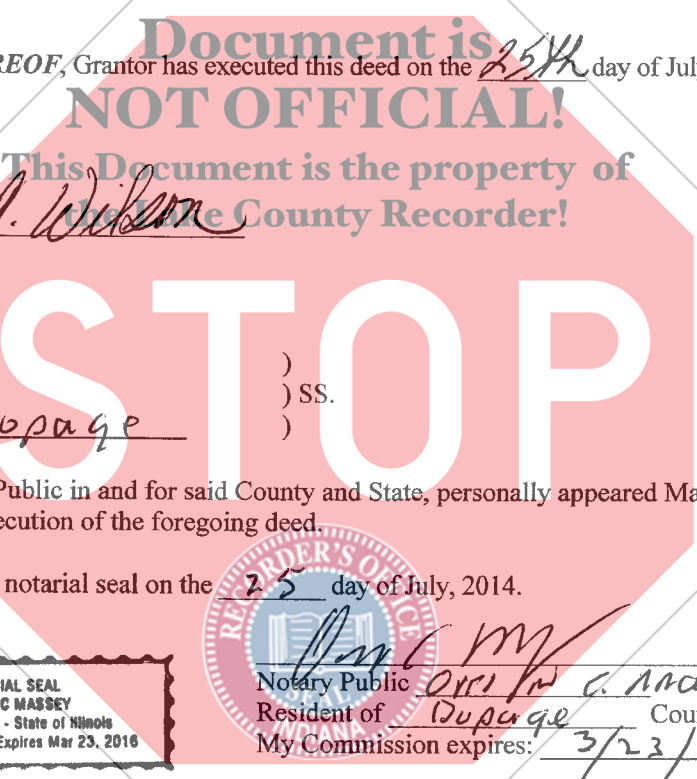 Document is
REOF, Grantor has executed this deed on the 25th day of Jul
NOT OFFICIAL!
This Document is the property of
the Lake County Recorder!
Wilson
STOP
)
) SS.
opage )
Public in and for said County and State, personally appeared Ma
ecution of the foregoing deed.
notarial seal on the 25 day of July, 2014.
RECORDER'S OFFICE
SEAL
INDIANA
IAL SEAL
C MASSEY
- State of Illinois
Expires Mar 23, 2016
Notary Public C.
Resident of Dupage Cou
My Commission expires: 3/23/